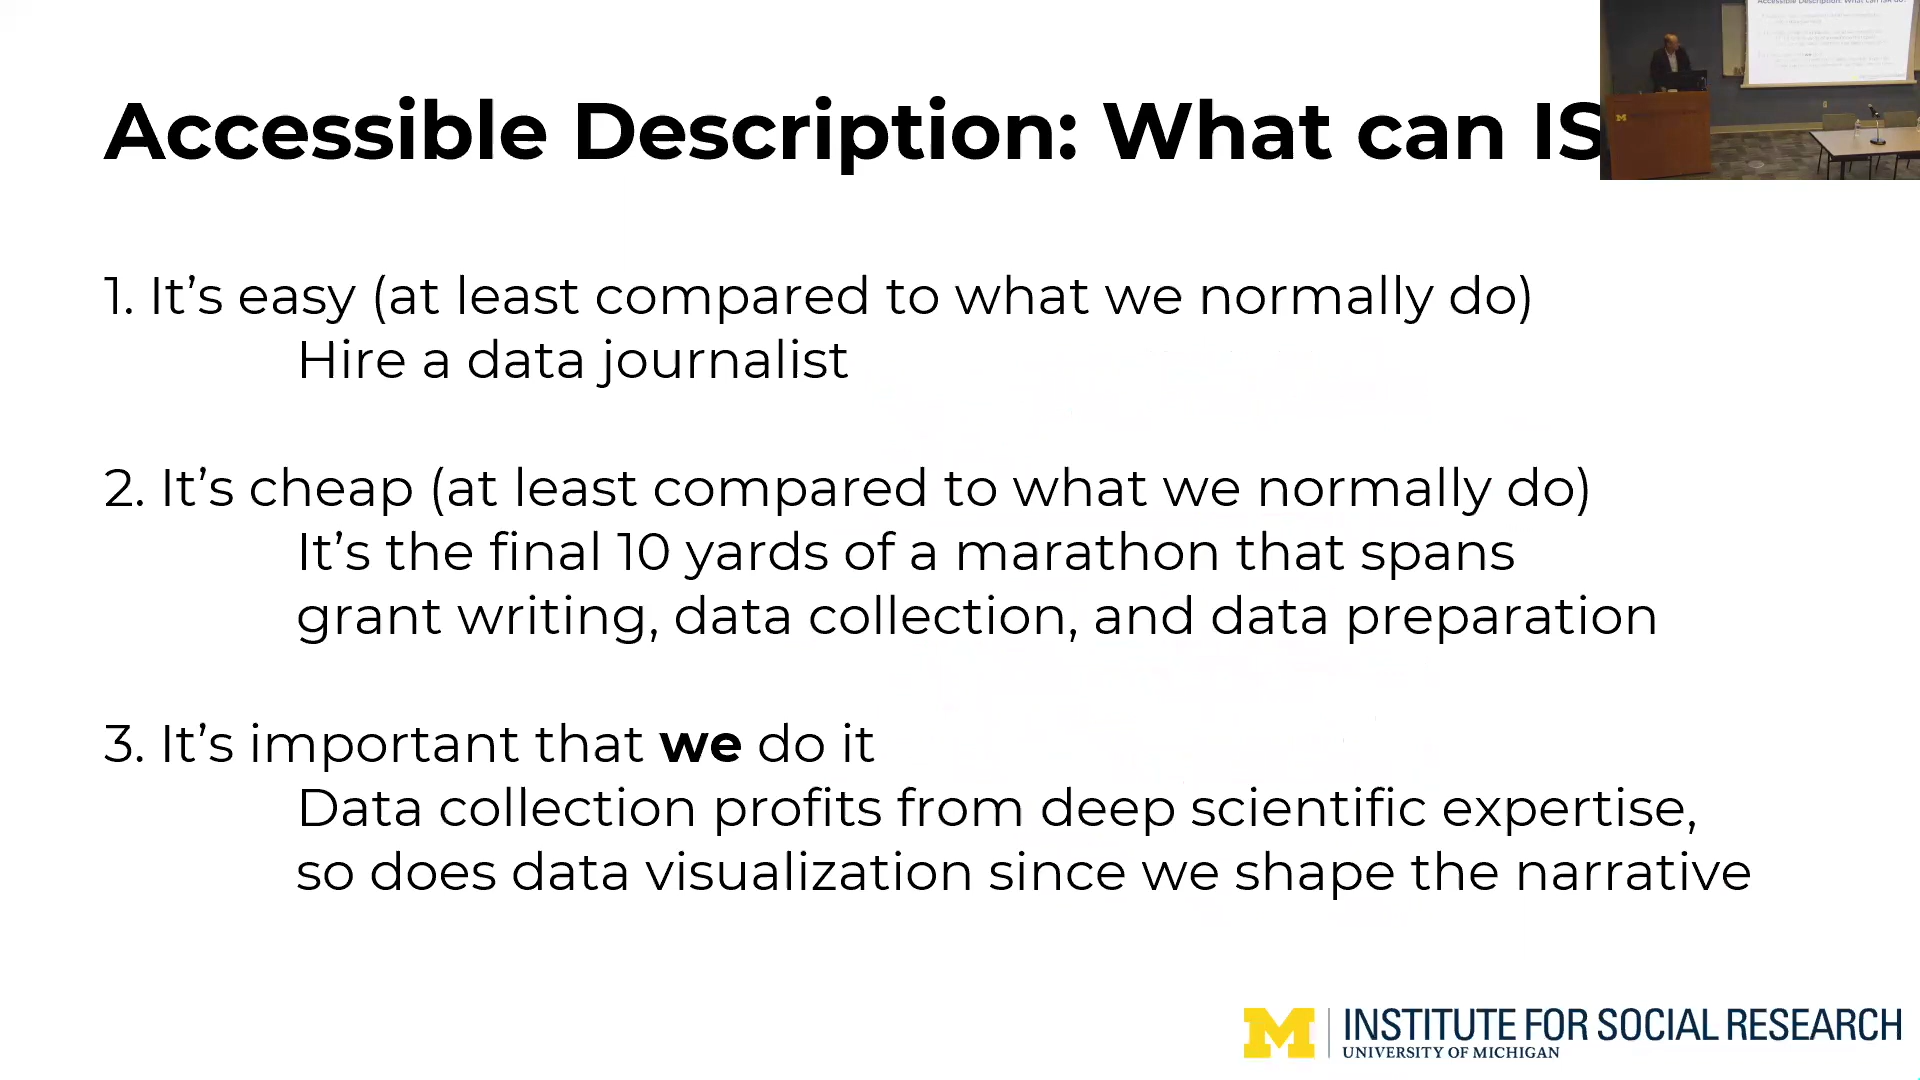 Accessible Description: What can IS
1. It's easy (at least compared to what we normally do)
Hire a data journalist
2. It's cheap (at least compared to what we normally do)
It's the final 10 yards of a marathon that spans
grant writing, data collection, and data preparation
3. It's important that we do it
Data collection profits from deep scientific expertise,
so does data visualization since we shape the narrative
M INSTITUTE FOR SOCIAL RESEARCH
UNIVERSITY OF MICHIGAN